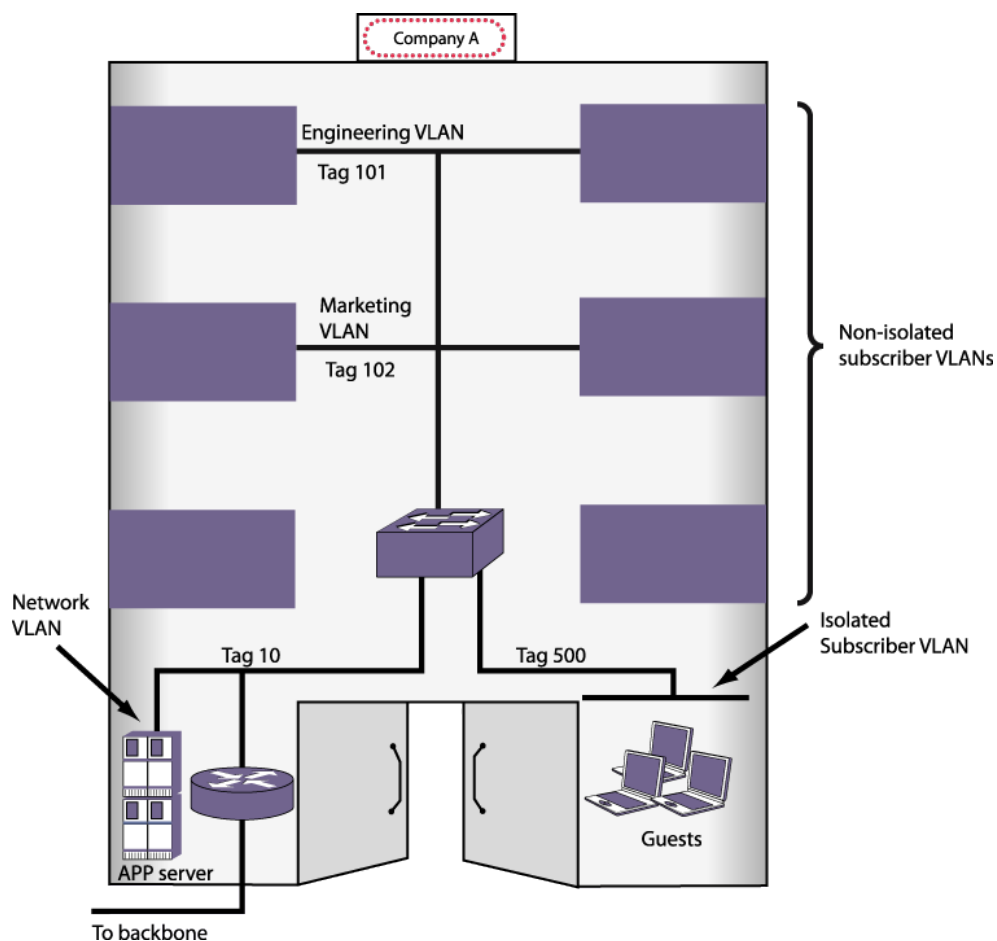 Company A
Engineering VLAN
Tag 101
Marketing
VLAN
Tag 102
Non-isolated
subscriber VLANs
Network
VLAN
Tag 10
Tag 500
Isolated
Subscriber VLAN
APP server
Guests
To backbone